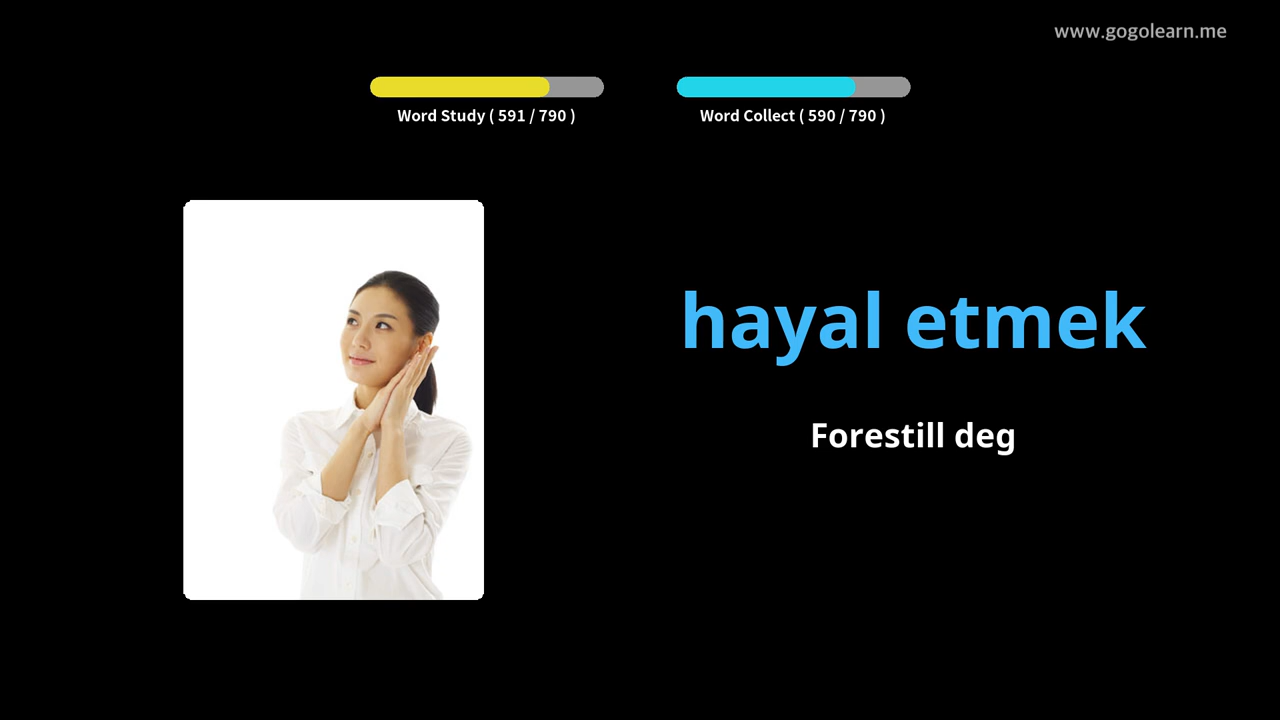 www.gogolearn.me
Word Study ( 591 / 790 )
Word Collect ( 590 / 790 )
hayal etmek
Forestill deg